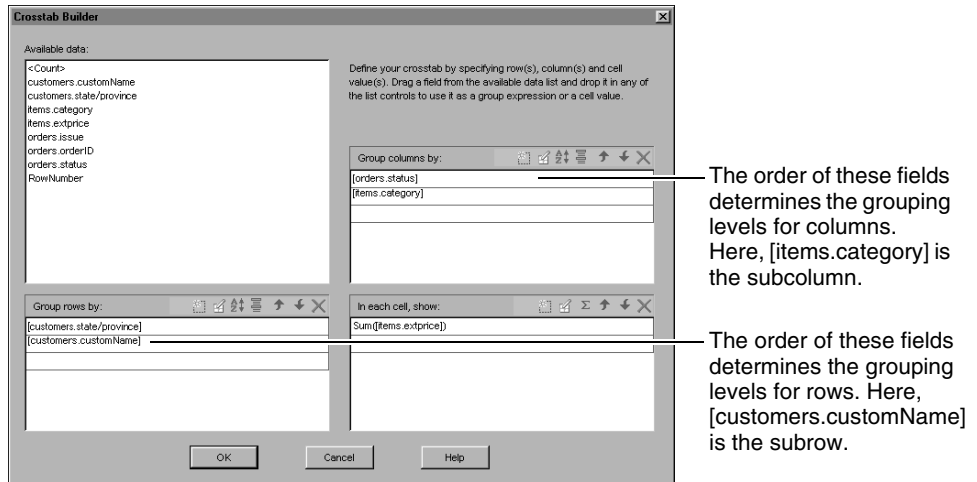 Crosstab Builder
Available data:
<Count>
customers.customName
customers.state/province
items.category
items.extprice
orders.issue
orders.orderID
orders.status
RowNumber
Define your crosstab by specifying row(s), column(s) and cell
value(s). Drag a field from the available data list and drop it in any of
the list controls to use it as a group expression or a cell value.
Group columns by:
[orders.status]
[items.category]
Group rows by:
[customers.state/province]
[customers.customName]
In each cell, show:
Sum([items.extprice])
OK
Cancel
Help
The order of these fields
determines the grouping
levels for columns.
Here, [items.category] is
the subcolumn.
The order of these fields
determines the grouping
levels for rows. Here,
[customers.customName]
is the subrow.